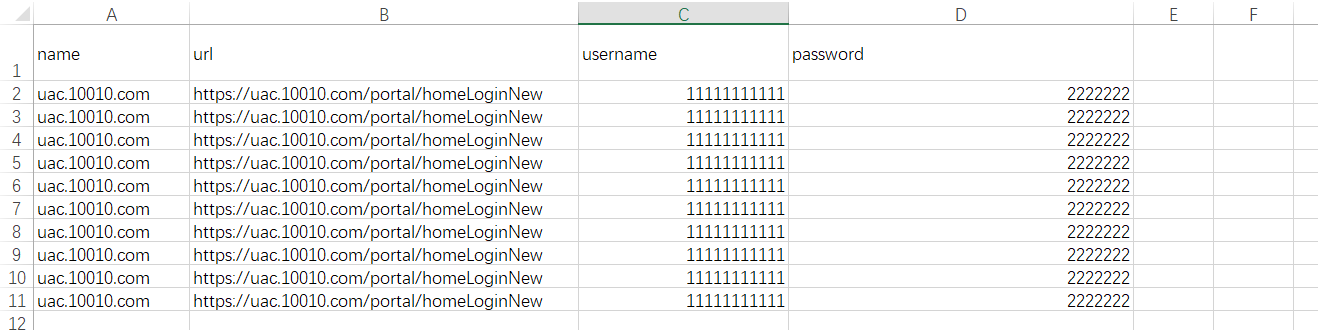 A B C D E F
1 name url username password
2 uac.10010.com https://uac.10010.com/portal/homeLoginNew 11111111111 2222222
3 uac.10010.com https://uac.10010.com/portal/homeLoginNew 11111111111 2222222
4 uac.10010.com https://uac.10010.com/portal/homeLoginNew 11111111111 2222222
5 uac.10010.com https://uac.10010.com/portal/homeLoginNew 11111111111 2222222
6 uac.10010.com https://uac.10010.com/portal/homeLoginNew 11111111111 2222222
7 uac.10010.com https://uac.10010.com/portal/homeLoginNew 11111111111 2222222
8 uac.10010.com https://uac.10010.com/portal/homeLoginNew 11111111111 2222222
9 uac.10010.com https://uac.10010.com/portal/homeLoginNew 11111111111 2222222
10 uac.10010.com https://uac.10010.com/portal/homeLoginNew 11111111111 2222222
11 uac.10010.com https://uac.10010.com/portal/homeLoginNew 11111111111 2222222
12